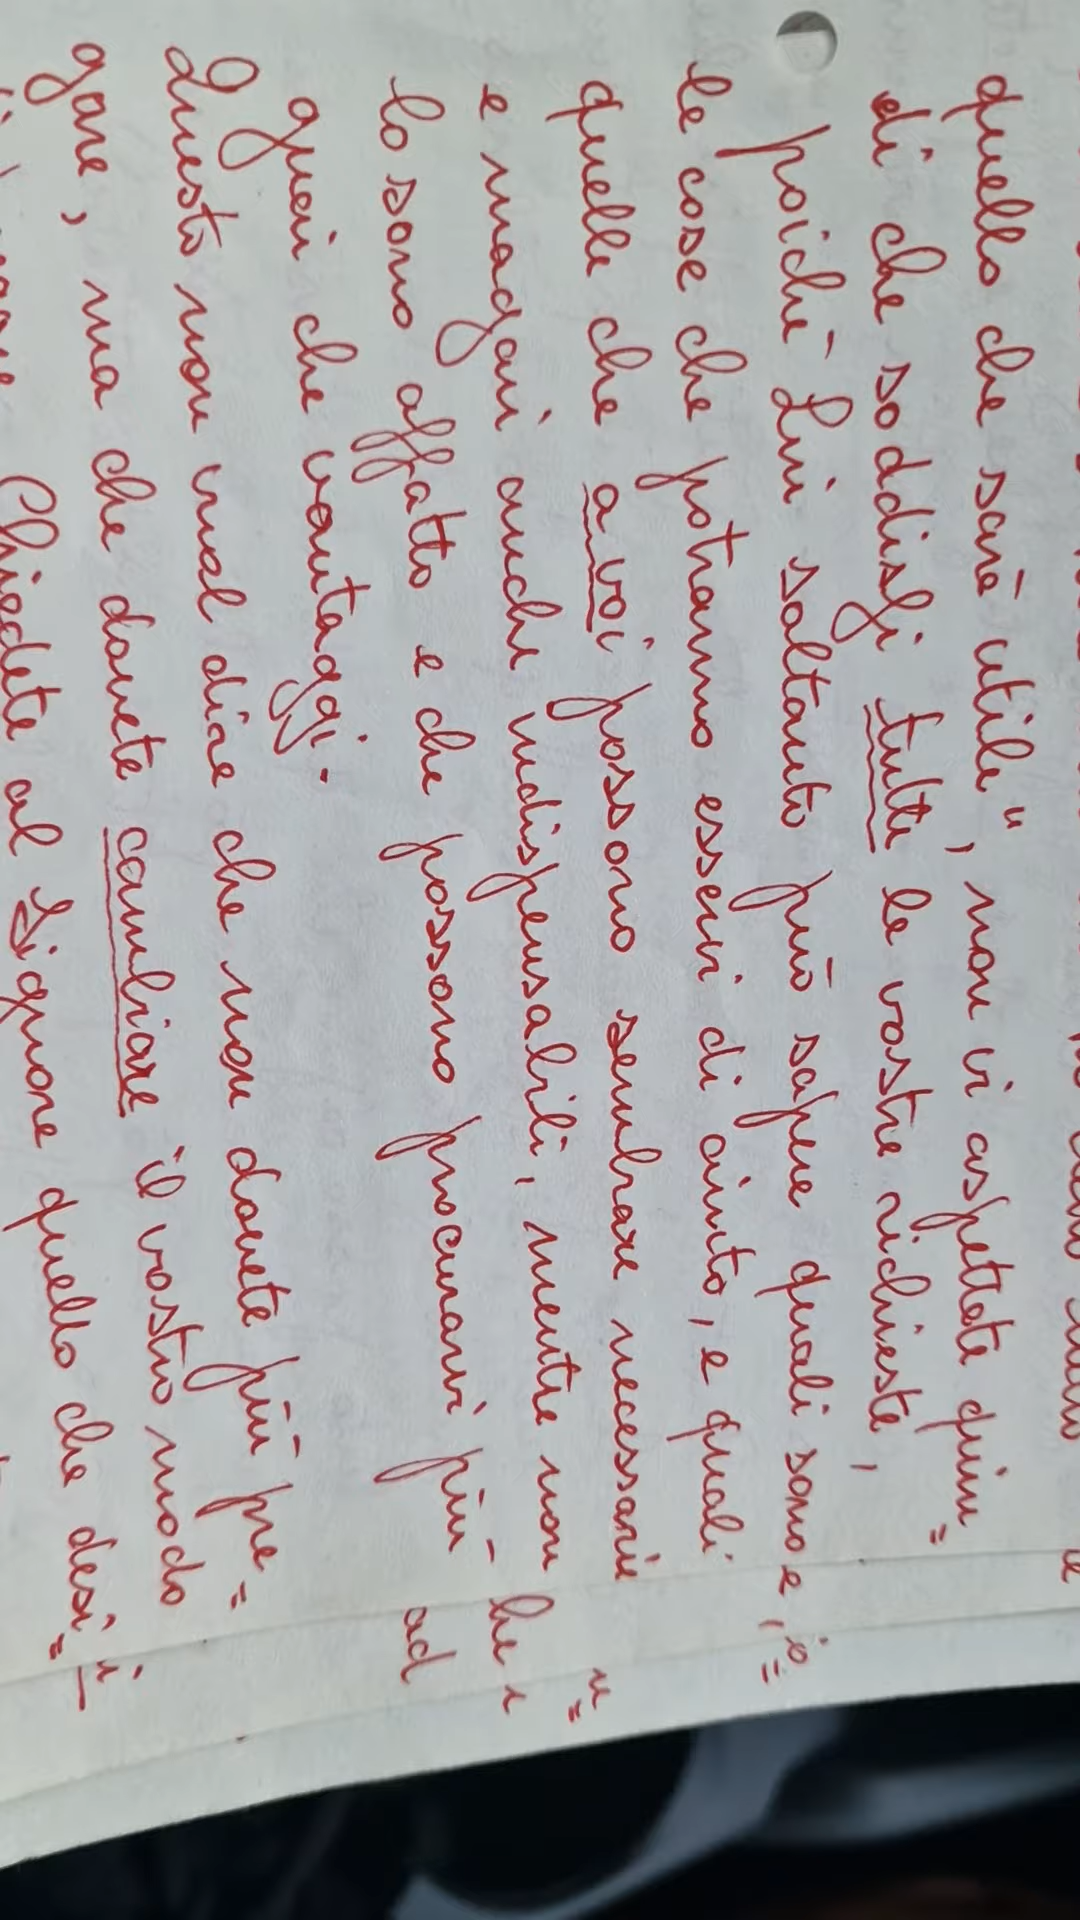 quello che sarà utile", non vi aspettate quin=
di che soddisfi tutte le vostre richieste,
poiché Lui soltanto può sapere quali sono e,
le cose che potranno esservi di aiuto, e quali
quelle che a voi possono sembrare necessarie
e magari anche indispensabili, mentre non
lo sono affatto e che possono procurarvi più
guai che vantaggi.
Questo non vuol dire che non dovete più pre=
gare, ma che dovete cambiare il vostro modo
Chiedete al Signore quello che desi=